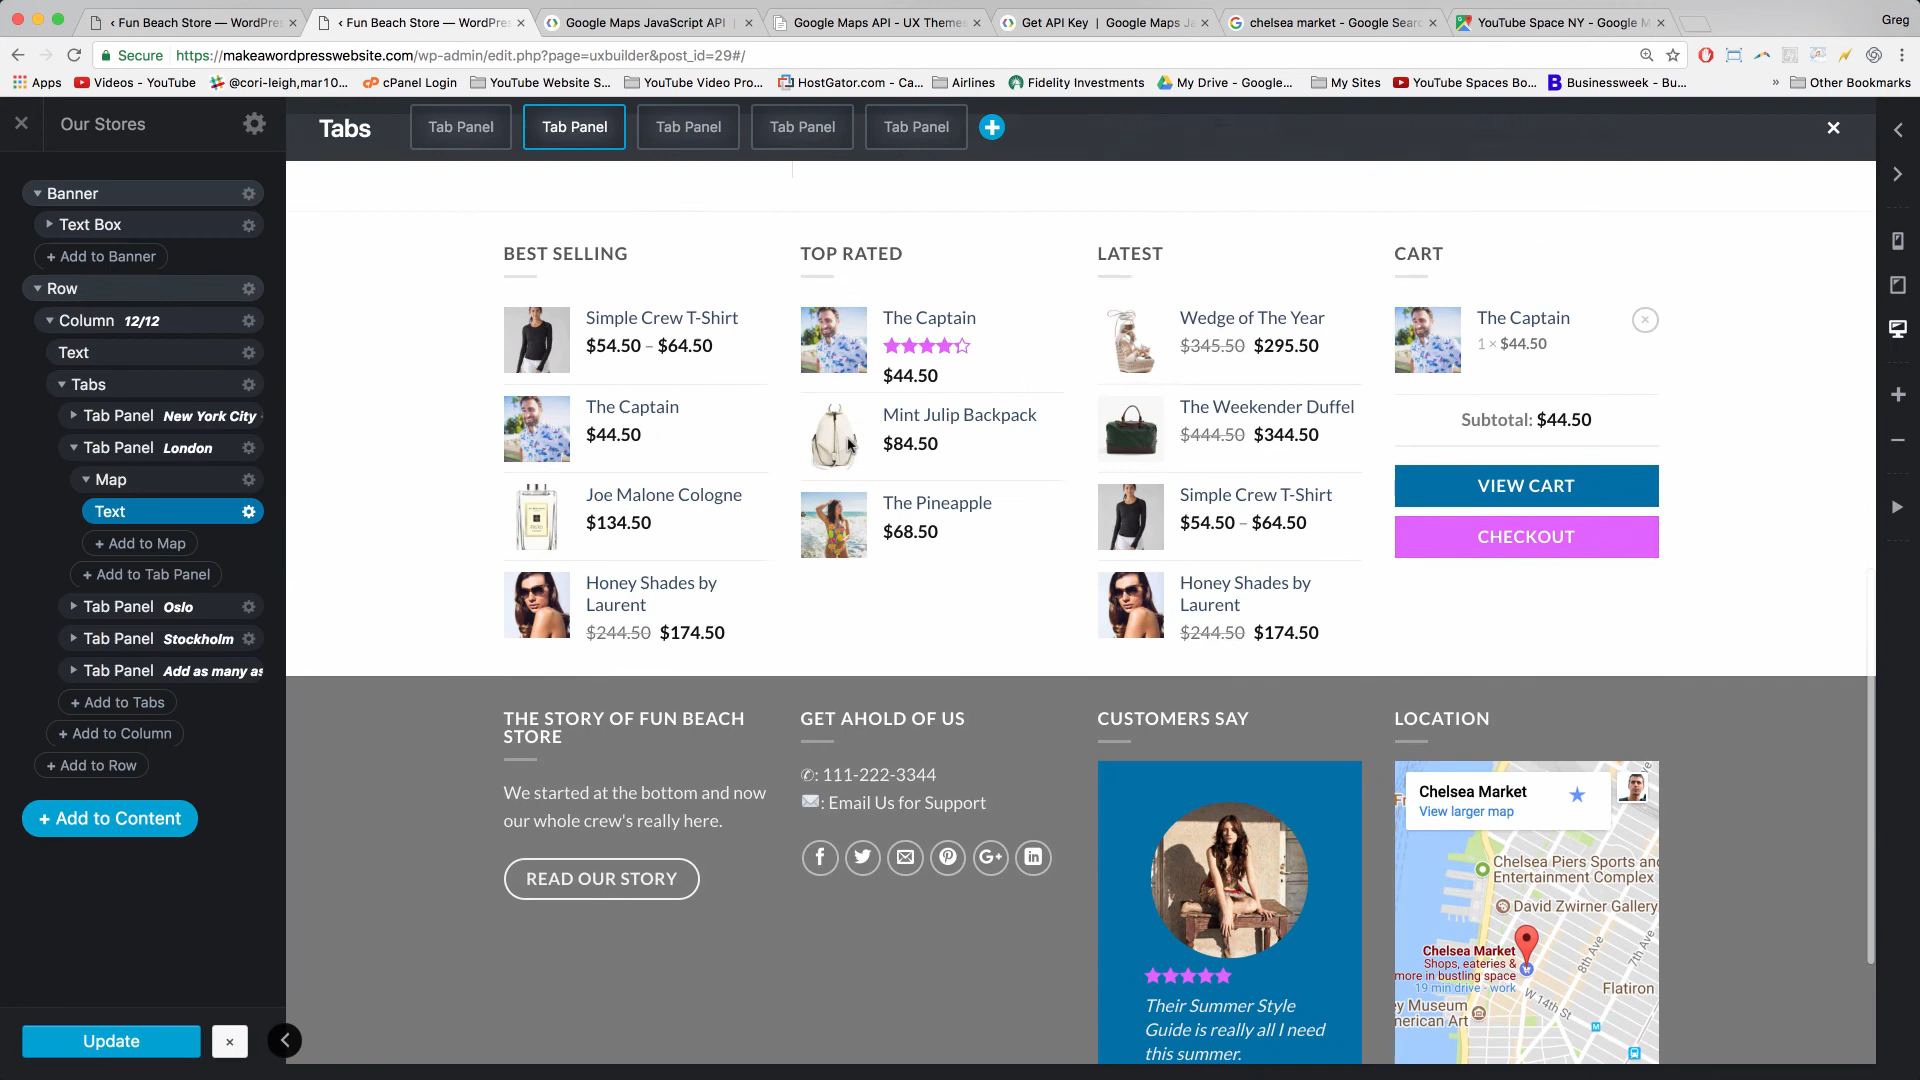 ‹ Fun Beach Store — WordPres
‹ Fun Beach Store — WordPres
Google Maps JavaScript API
Google Maps API - UX Themes
Get API Key | Google Maps Ja
chelsea market - Google Searc
YouTube Space NY - Google M
Greg
Secure
https://makeawordpresswebsite.com/wp-admin/edit.php?page=uxbuilder&post_id=29#/
Apps
Videos - YouTube
@cori-leigh,mar10...
cPanel Login
YouTube Website S...
YouTube Video Pro...
HostGator.com - Ca...
Airlines
Fidelity Investments
My Drive - Google...
My Sites
YouTube Spaces Bo...
Businessweek - Bu...
»
Other Bookmarks
Our Stores
Tabs
Tab Panel
Tab Panel
Tab Panel
Tab Panel
Tab Panel
Banner
Text Box
+ Add to Banner
Row
Column 12/12
Text
Tabs
Tab Panel New York City
Tab Panel London
Map
Text
+ Add to Map
+ Add to Tab Panel
Tab Panel Oslo
Tab Panel Stockholm
Tab Panel Add as many as
+ Add to Tabs
+ Add to Column
+ Add to Row
+ Add to Content
Update
×
BEST SELLING
Simple Crew T-Shirt
$54.50 – $64.50
The Captain
$44.50
Joe Malone Cologne
$134.50
Honey Shades by
Laurent
$244.50 $174.50
TOP RATED
The Captain
$44.50
Mint Julip Backpack
$84.50
The Pineapple
$68.50
LATEST
Wedge of The Year
$345.50 $295.50
The Weekender Duffel
$444.50 $344.50
Simple Crew T-Shirt
$54.50 – $64.50
Honey Shades by
Laurent
$244.50 $174.50
CART
The Captain
1 × $44.50
Subtotal: $44.50
VIEW CART
CHECKOUT
THE STORY OF FUN BEACH
STORE
We started at the bottom and now
our whole crew's really here.
READ OUR STORY
GET AHOLD OF US
✆: 111-222-3344
: Email Us for Support
CUSTOMERS SAY
Their Summer Style
Guide is really all I need
this summer.
LOCATION
Chelsea Market
View larger map
Chelsea Piers Sports and
Entertainment Complex
David Zwirner Gallery
Chelsea Market
Shops, eateries &
more in bustling space
19 min drive - work
8th Ave
7th Ave
Flatiron
W 14th St
ey Museum
merican Art